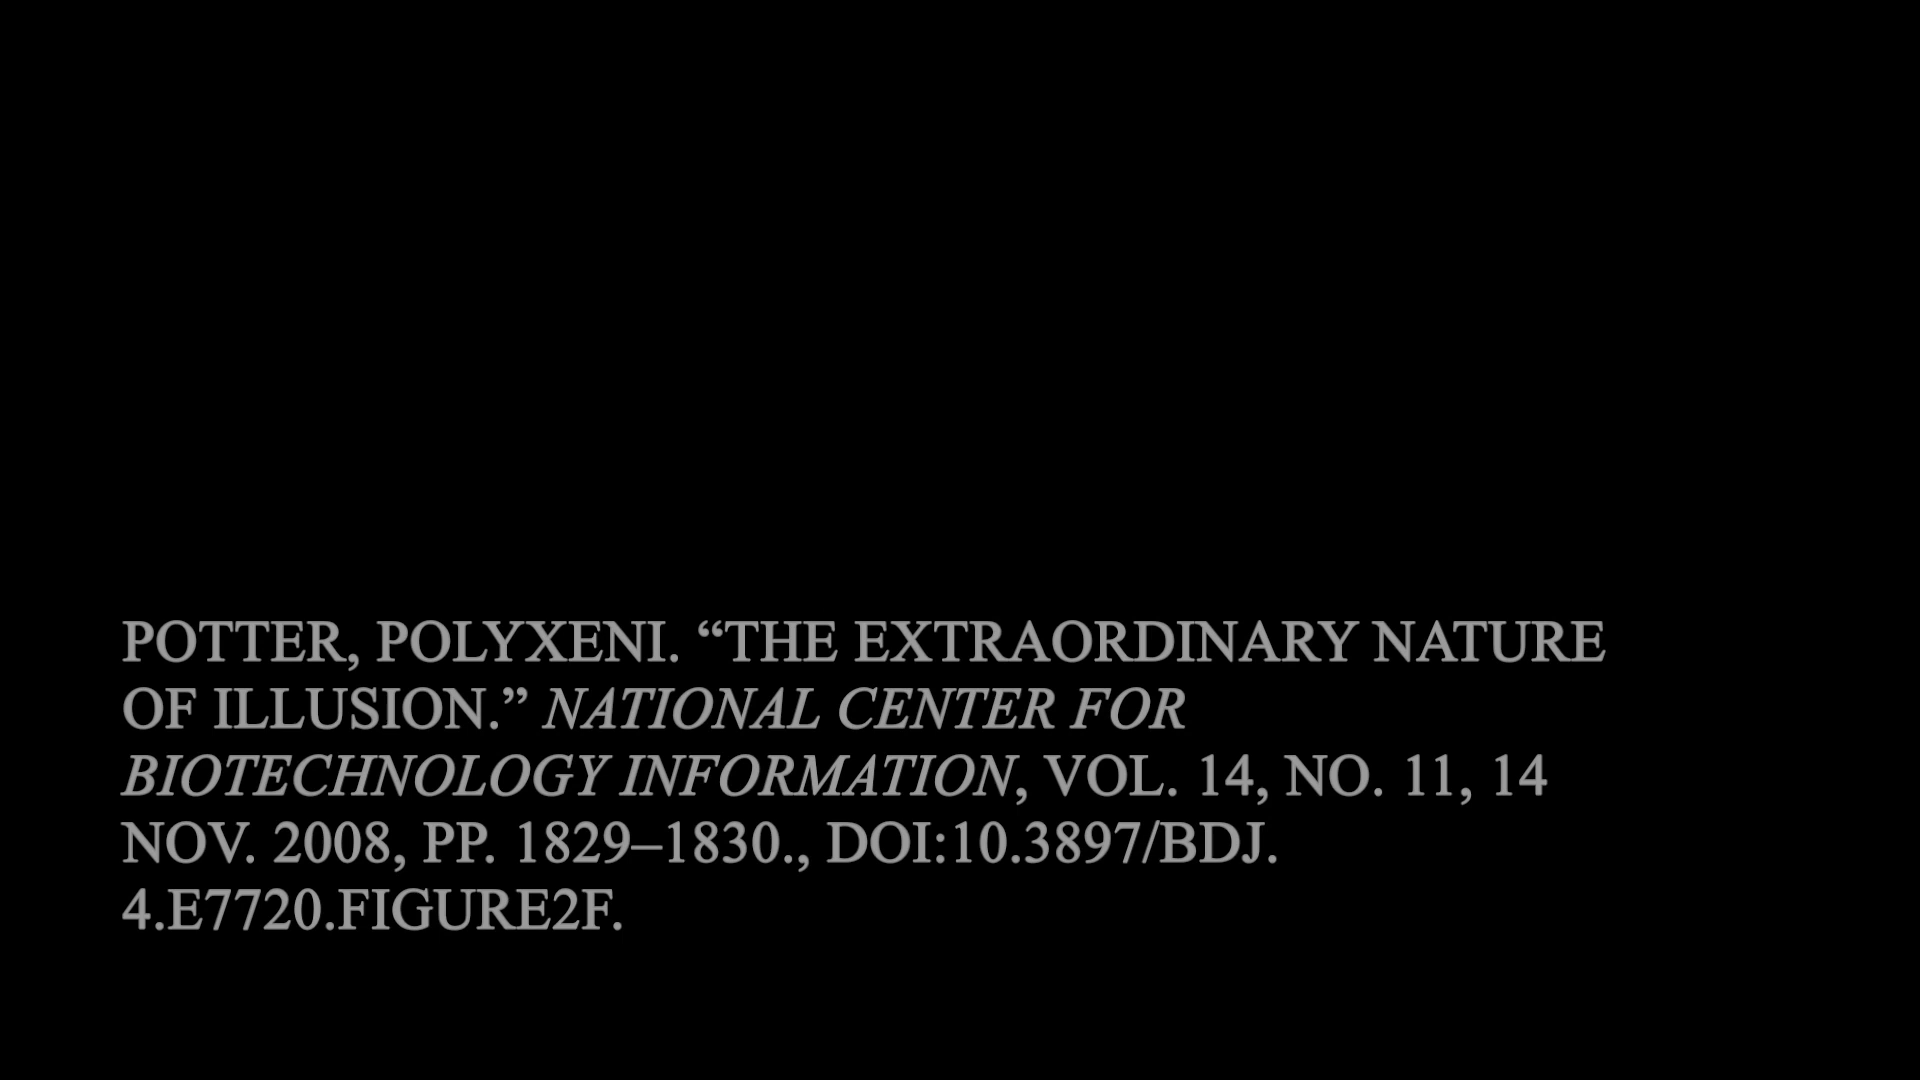 POTTER, POLYXENI. “THE EXTRAORDINARY NATURE
OF ILLUSION.” NATIONAL CENTER FOR
BIOTECHNOLOGY INFORMATION, VOL. 14, NO. 11, 14
NOV. 2008, PP. 1829–1830., DOI:10.3897/BDJ.
4.E7720.FIGURE2F.